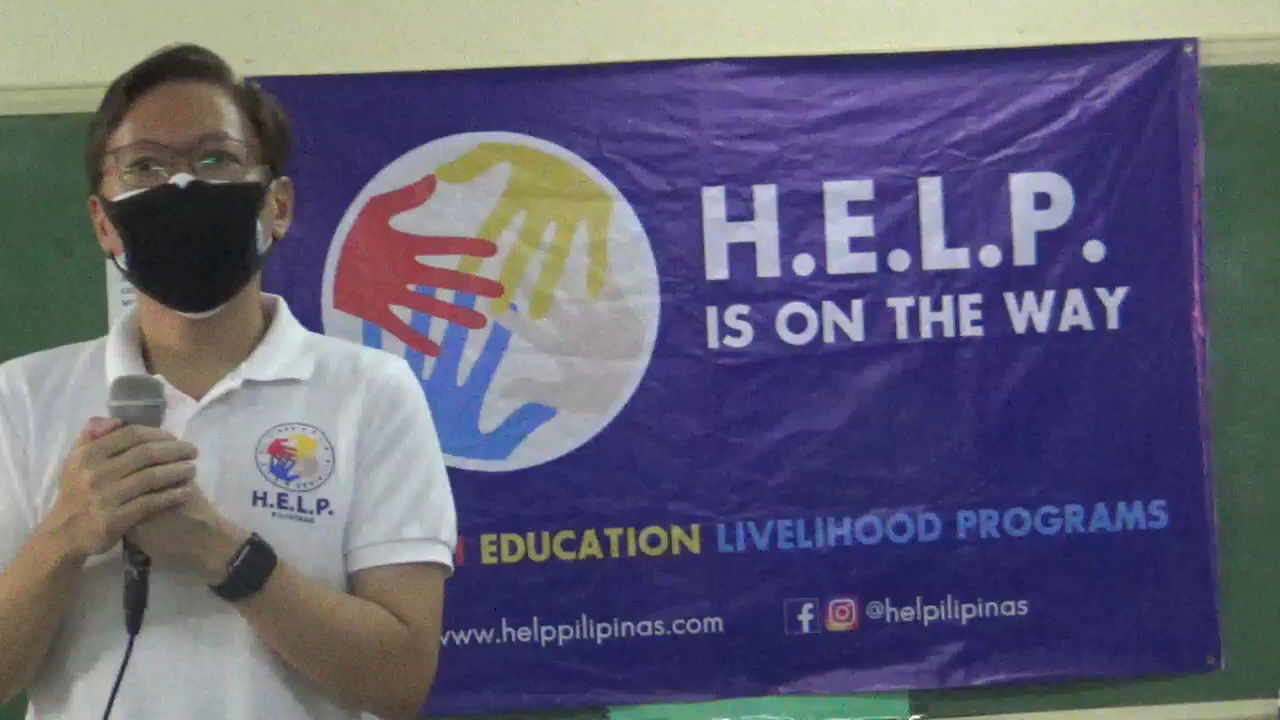 H.E.L.P.
IS ON THE WAY
H EDUCATION LIVELIHOOD PROGRAMS
www.helppilipinas.com
@helpilipinas
H.E.L.P.